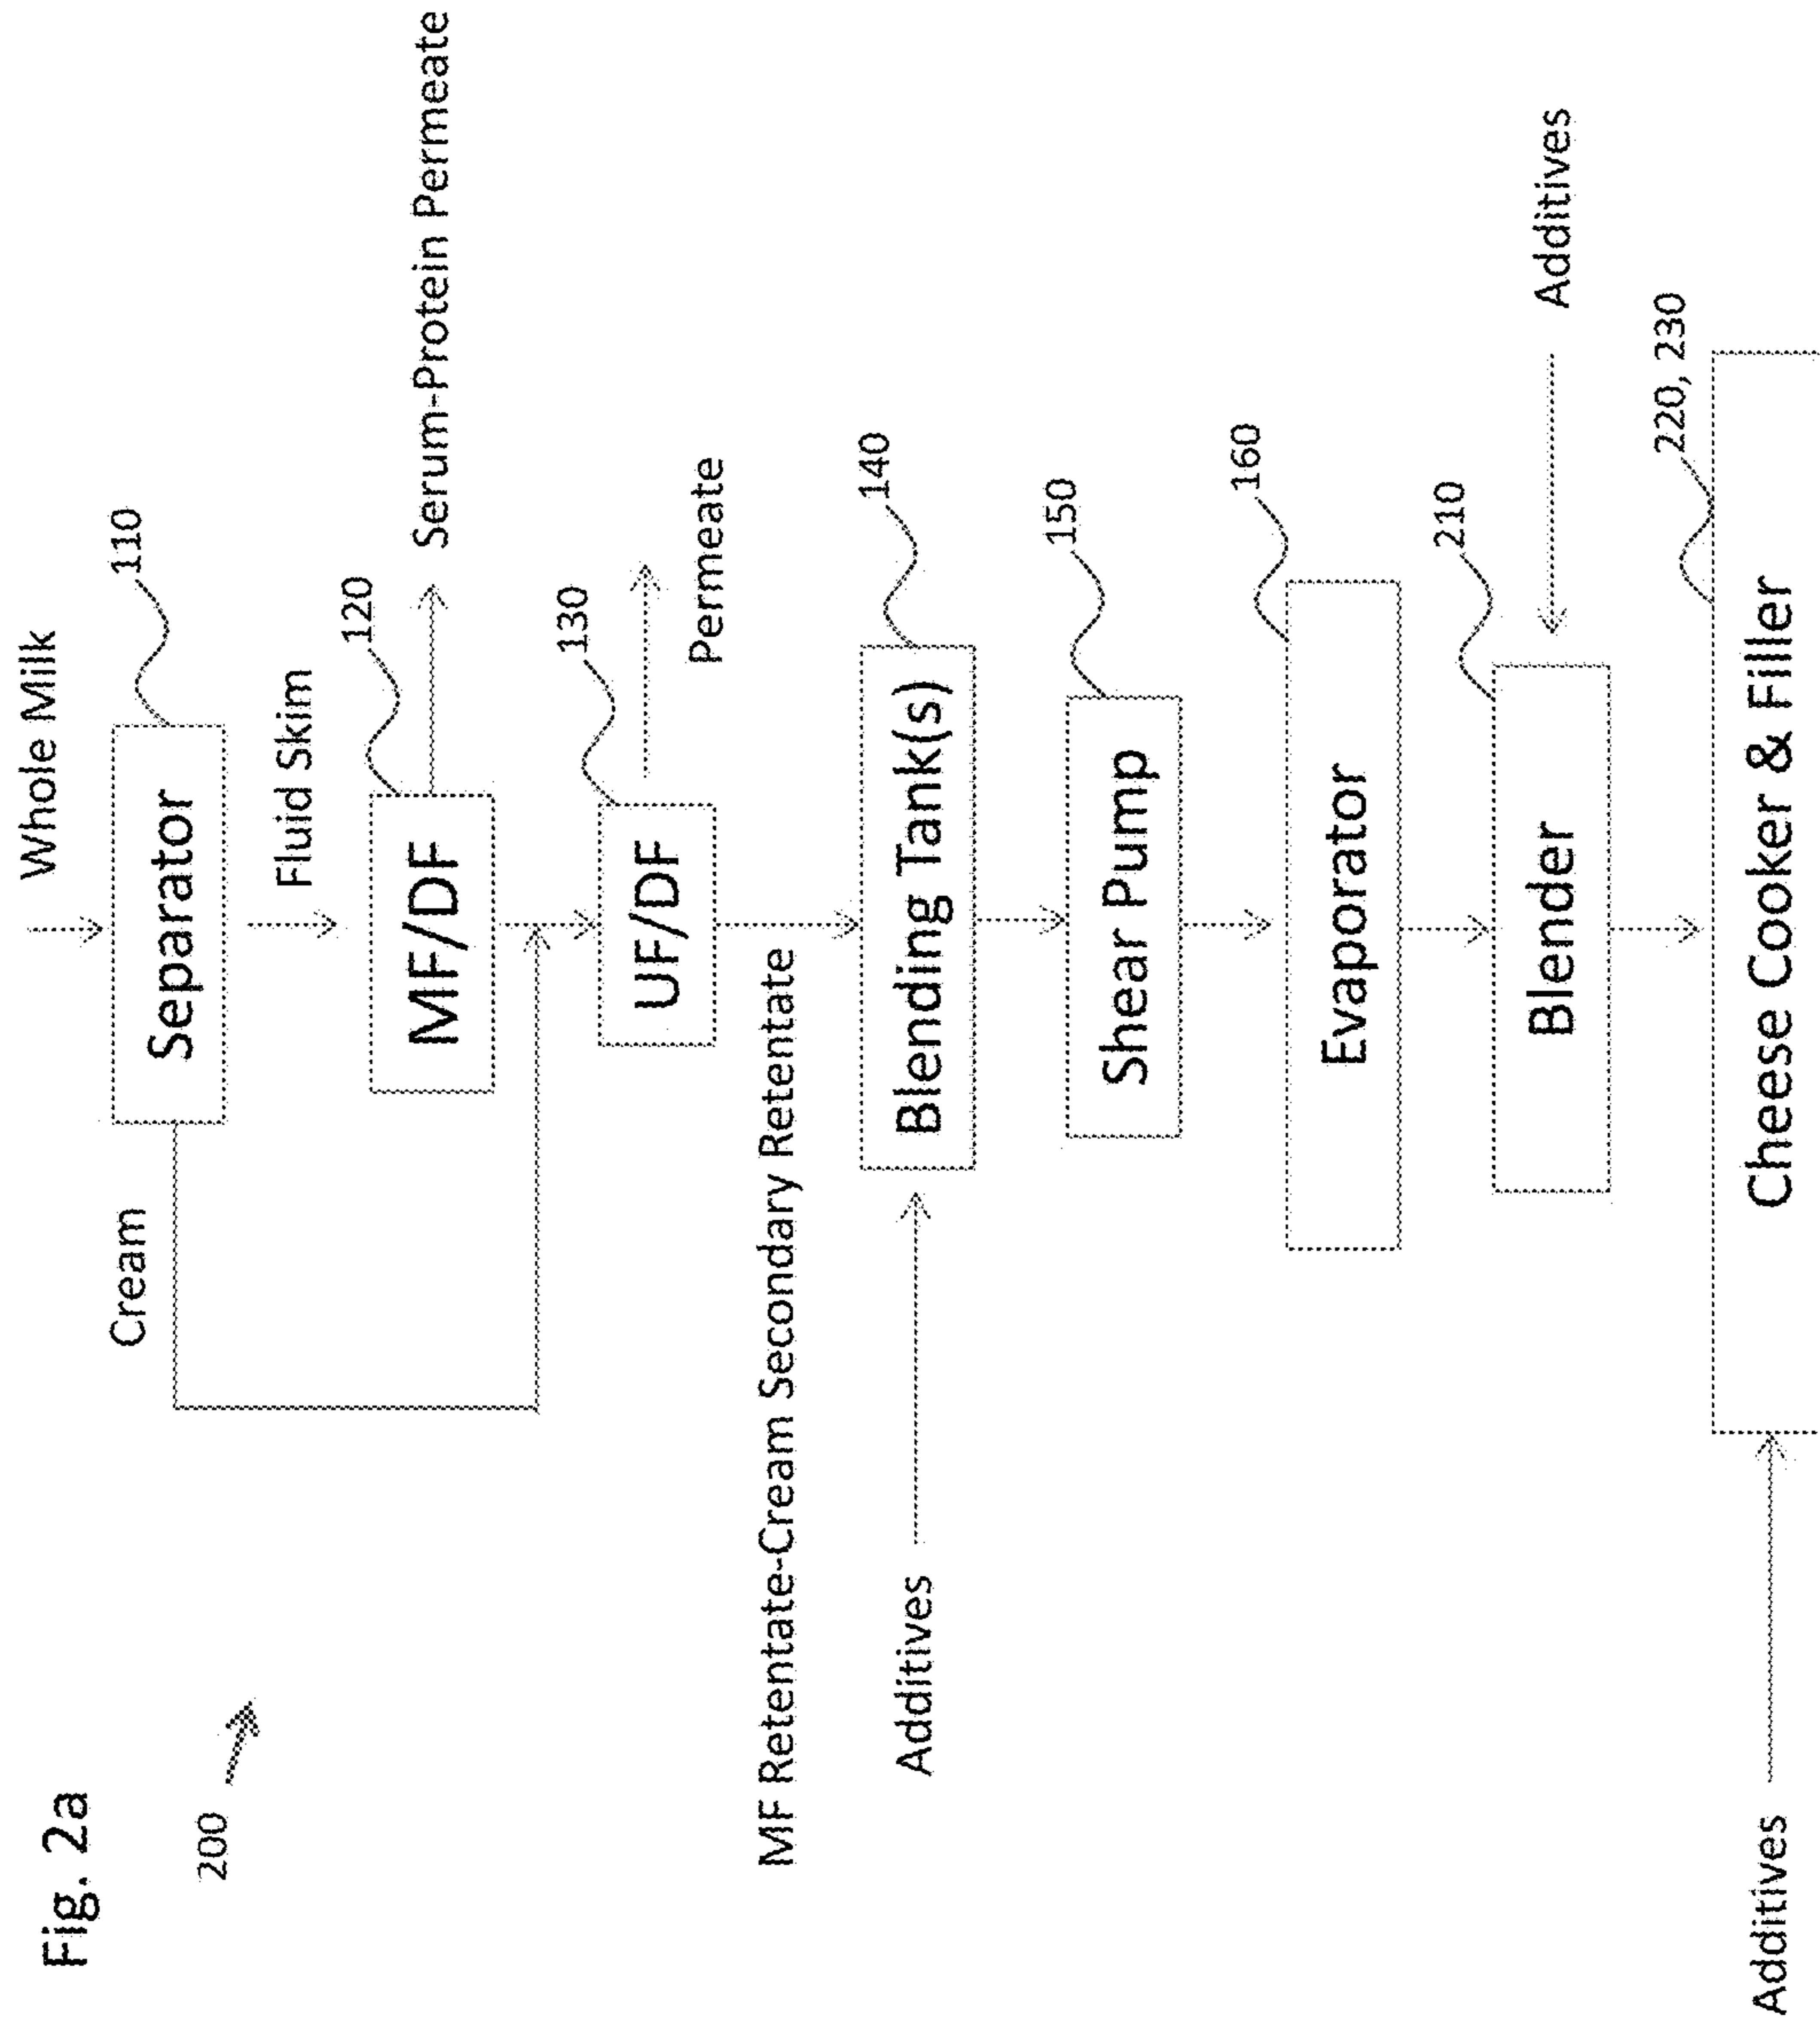 Fig. 2a
200
Whole Milk
Separator
110
Cream
Fluid Skim
MF/DF
120
Serum-Protein Permeate
UF/DF
130
Permeate
MF Retentate-Cream Secondary Retentate
Additives
Blending Tank(s)
140
Shear Pump
150
Evaporator
160
Blender
210
Additives
Additives
Cheese Cooker & Filler
220, 230